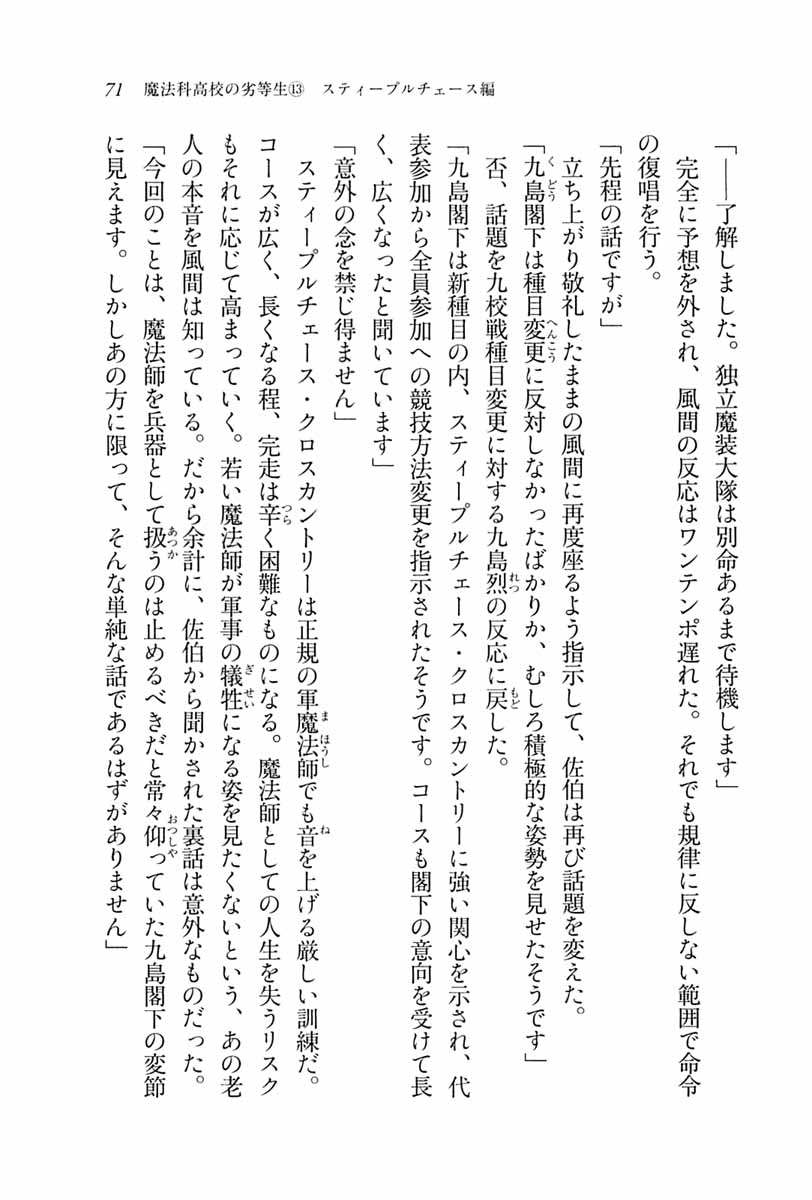 71　魔法科高校の劣等生⑬　スティープルチェース編
「――了解しました。独立魔装大隊は別命あるまで待機します」
　完全に予想を外され、風間の反応はワンテンポ遅れた。それでも規律に反しない範囲で命令
の復唱を行う。
「先程の話ですが」
　立ち上がり敬礼したままの風間に再度座るよう指示して、佐伯は再び話題を変えた。
「九島閣下は種目変更に反対しなかったばかりか、むしろ積極的な姿勢を見せたそうです」
　否、話題を九校戦種目変更に対する九島烈の反応に戻した。
「九島閣下は新種目の内、スティープルチェース・クロスカントリーに強い関心を示され、代
表参加から全員参加への競技方法変更を指示されたそうです。コースも閣下の意向を受けて長
く、広くなったと聞いています」
「意外の念を禁じ得ません」
　スティープルチェース・クロスカントリーは正規の軍魔法師でも音を上げる厳しい訓練だ。
コースが広く、長くなる程、完走は辛く困難なものになる。魔法師としての人生を失うリスク
もそれに応じて高まっていく。若い魔法師が軍事の犠牲になる姿を見たくないという、あの老
人の本音を風間は知っている。だから余計に、佐伯から聞かされた裏話は意外なものだった。
「今回のことは、魔法師を兵器として扱うのは止めるべきだと常々仰っていた九島閣下の変節
に見えます。しかしあの方に限って、そんな単純な話であるはずがありません」